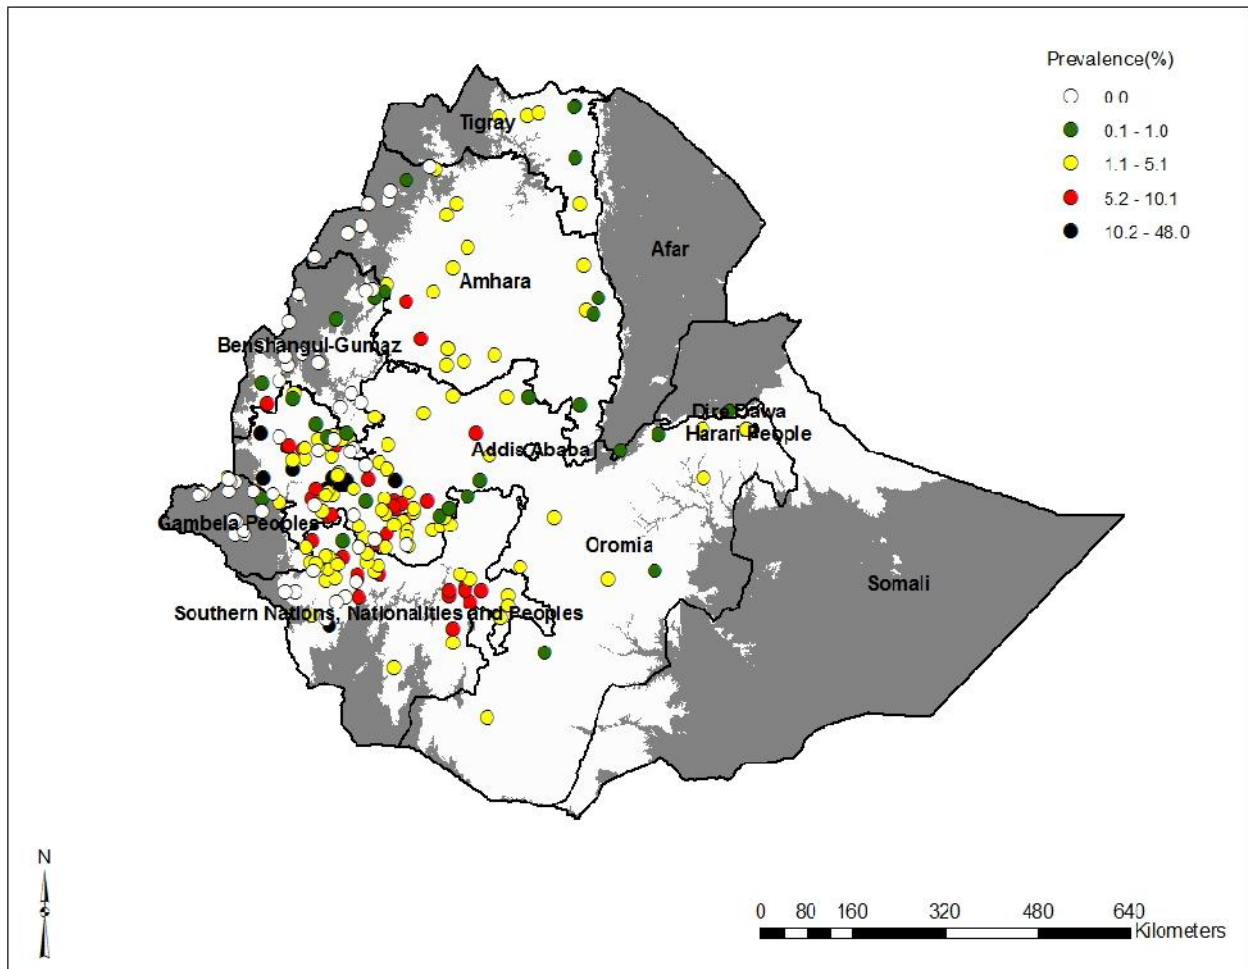 Prevalence(%)
0.0
0.1 - 1.0
1.1 - 5.1
5.2 - 10.1
10.2 - 48.0
Tigray
Afar
Amhara
Benshangul-Gumaz
Dire Dawa
Harari People
Addis Ababa
Gambela Peoples
Oromia
Somali
Southern Nations, Nationalities and Peoples
N
0 80 160 320 480 640
Kilometers